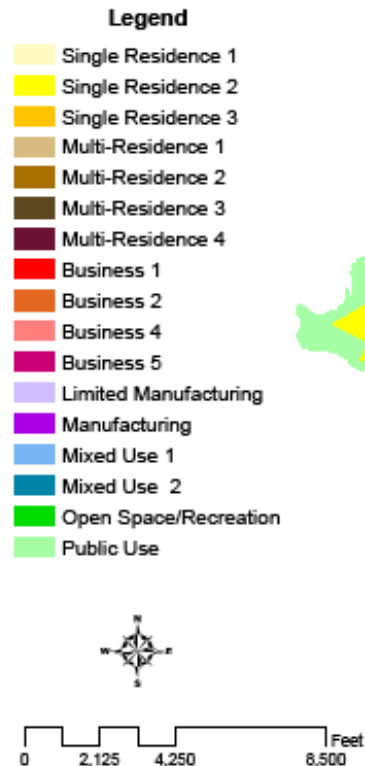 Legend
Single Residence 1
Single Residence 2
Single Residence 3
Multi-Residence 1
Multi-Residence 2
Multi-Residence 3
Multi-Residence 4
Business 1
Business 2
Business 4
Business 5
Limited Manufacturing
Manufacturing
Mixed Use 1
Mixed Use 2
Open Space/Recreation
Public Use
N
W E
S
Feet
0 2,125 4,250 8,500